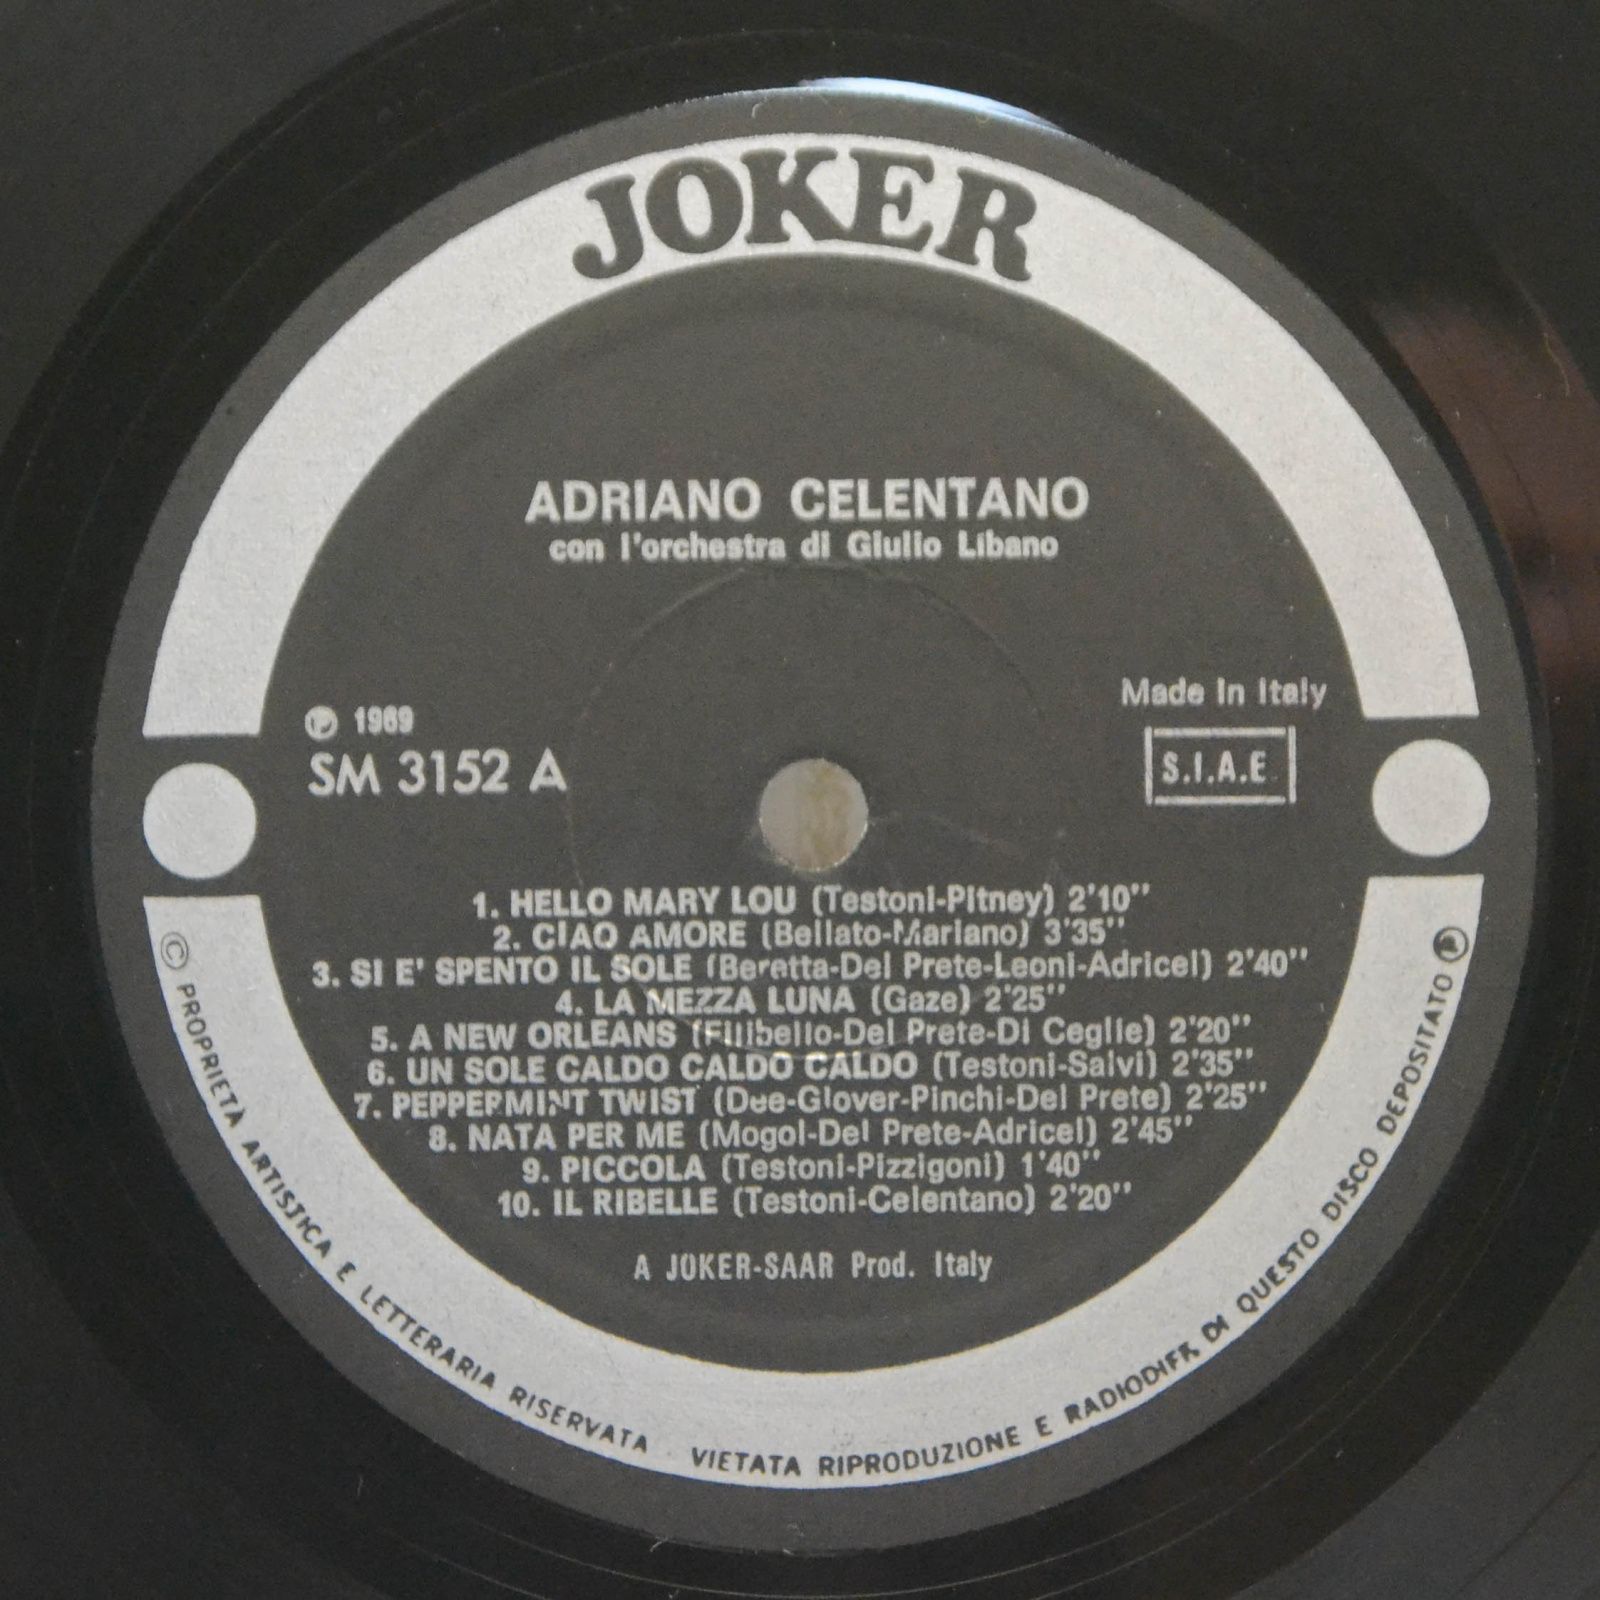 JOKER
ADRIANO CELENTANO
con l'orchestra di Giulio Libano
Ⓟ 1969
SM 3152 A
Made in Italy
S.I.A.E
1. HELLO MARY LOU (Testoni-Pitney) 2'10''
2. CIAO AMORE (Bellato-Mariano) 3'35''
3. SI E' SPENTO IL SOLE (Beretta-Del Prete-Leoni-Adricel) 2'40''
4. LA MEZZA LUNA (Gaze) 2'25''
5. A NEW ORLEANS (Filibello-Del Prete-Di Ceglie) 2'20''
6. UN SOLE CALDO CALDO CALDO (Testoni-Salvi) 2'35''
7. PEPPERMINT TWIST (Dee-Glover-Pinchi-Del Prete) 2'25''
8. NATA PER ME (Mogol-Del Prete-Adricel) 2'45''
9. PICCOLA (Testoni-Pizzigoni) 1'40''
10. IL RIBELLE (Testoni-Celentano) 2'20''
A JOKER-SAAR Prod. Italy
© PROPRIETÀ ARTISTICA E LETTERARIA RISERVATA . VIETATA RIPRODUZIONE E RADIODIFF. DI QUESTO DISCO DEPOSITATO Ⓟ